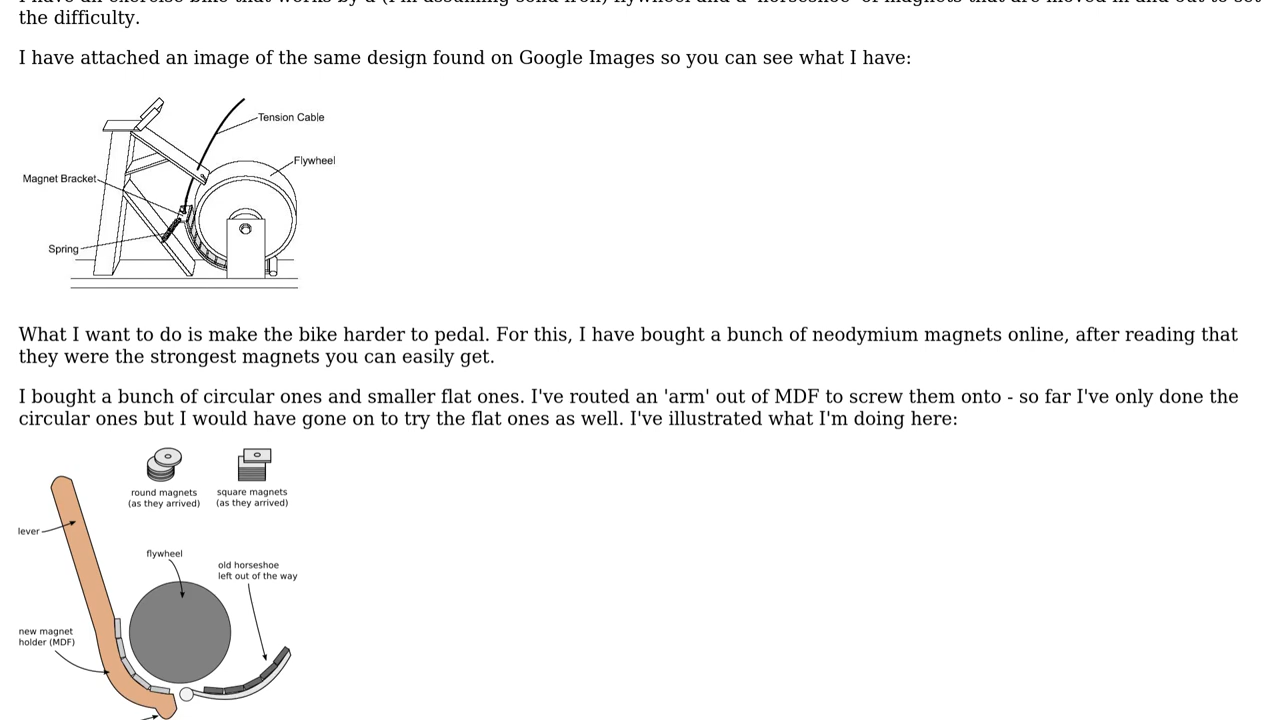 the difficulty.
I have attached an image of the same design found on Google Images so you can see what I have:
Tension Cable
Flywheel
Magnet Bracket
Spring
What I want to do is make the bike harder to pedal. For this, I have bought a bunch of neodymium magnets online, after reading that
they were the strongest magnets you can easily get.
I bought a bunch of circular ones and smaller flat ones. I've routed an 'arm' out of MDF to screw them onto - so far I've only done the
circular ones but I would have gone on to try the flat ones as well. I've illustrated what I'm doing here:
round magnets
(as they arrived)
square magnets
(as they arrived)
lever
flywheel
old horseshoe
left out of the way
new magnet
holder (MDF)